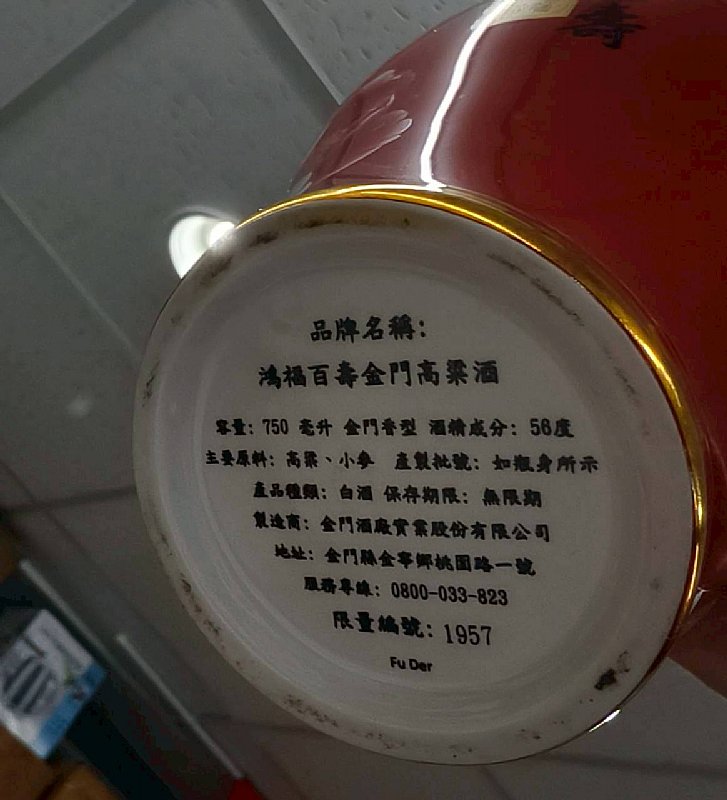 壽
品牌名稱:
鴻福百壽金門高粱酒
容量: 750 毫升 金門香型 酒精成分: 56度
主要原料: 高粱、小麥 產製批號: 如瓶身所示
產品種類: 白酒 保存期限: 無限期
製造商: 金門酒廠實業股份有限公司
地址: 金門縣金寧鄉桃園路一號
服務專線: 0800-033-823
限量編號: 1957
Fu Der